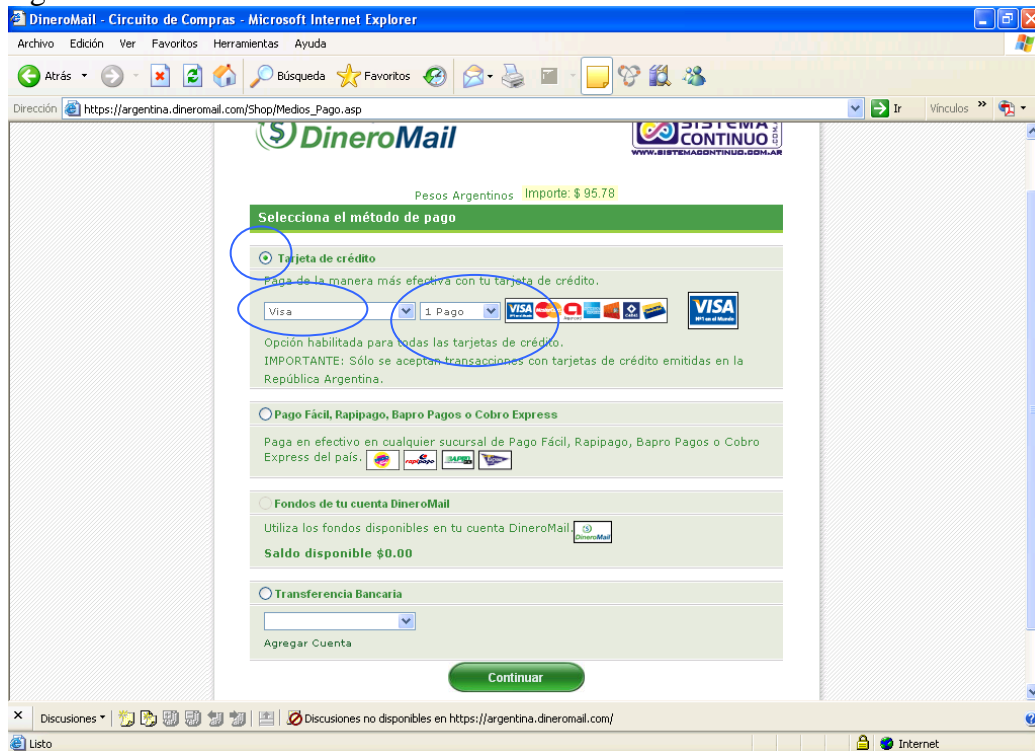 DineroMail - Circuito de Compras - Microsoft Internet Explorer
Archivo Edición Ver Favoritos Herramientas Ayuda
Atrás Búsqueda Favoritos
Dirección https://argentina.dineromail.com/Shop/Medios_Pago.asp Ir Vínculos »
DineroMail SISTEMA CONTINUO
WWW.SISTEMACONTINUO.COM.AR
Pesos Argentinos Importe: $ 95.78
Selecciona el método de pago
Tarjeta de crédito
Paga de la manera más efectiva con tu tarjeta de crédito.
Visa 1 Pago VISA VISA
Opción habilitada para todas las tarjetas de crédito.
IMPORTANTE: Sólo se aceptan transacciones con tarjetas de crédito emitidas en la
República Argentina.
Pago Fácil, Rapipago, Bapro Pagos o Cobro Express
Paga en efectivo en cualquier sucursal de Pago Fácil, Rapipago, Bapro Pagos o Cobro
Express del país. rapipago
Fondos de tu cuenta DineroMail
Utiliza los fondos disponibles en tu cuenta DineroMail. DineroMail
Saldo disponible $0.00
Transferencia Bancaria
Agregar Cuenta
Continuar
Discusiones Discusiones no disponibles en https://argentina.dineromail.com/
Listo Internet